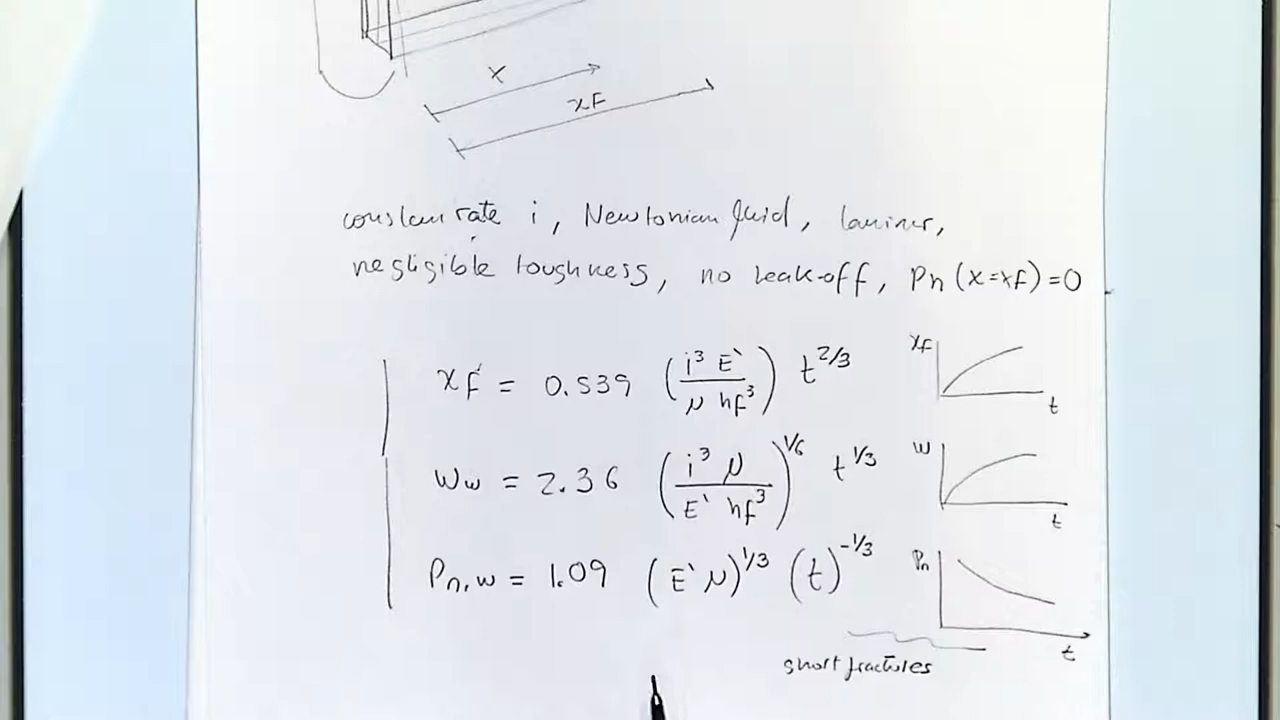 x
xF
constant rate i, Newtonian fluid, laminar,
negligible toughness, no leak-off, Pn (x=xf)=0
xf = 0.539 (i³ E` / μ hf³) t^2/3
xf
t
Ww = 2.36 (i³ μ / E` hf³)^1/6 t^1/3
w
t
Pn,w = 1.09 (E` μ)^1/3 (t)^-1/3
Pn
t
short fractures